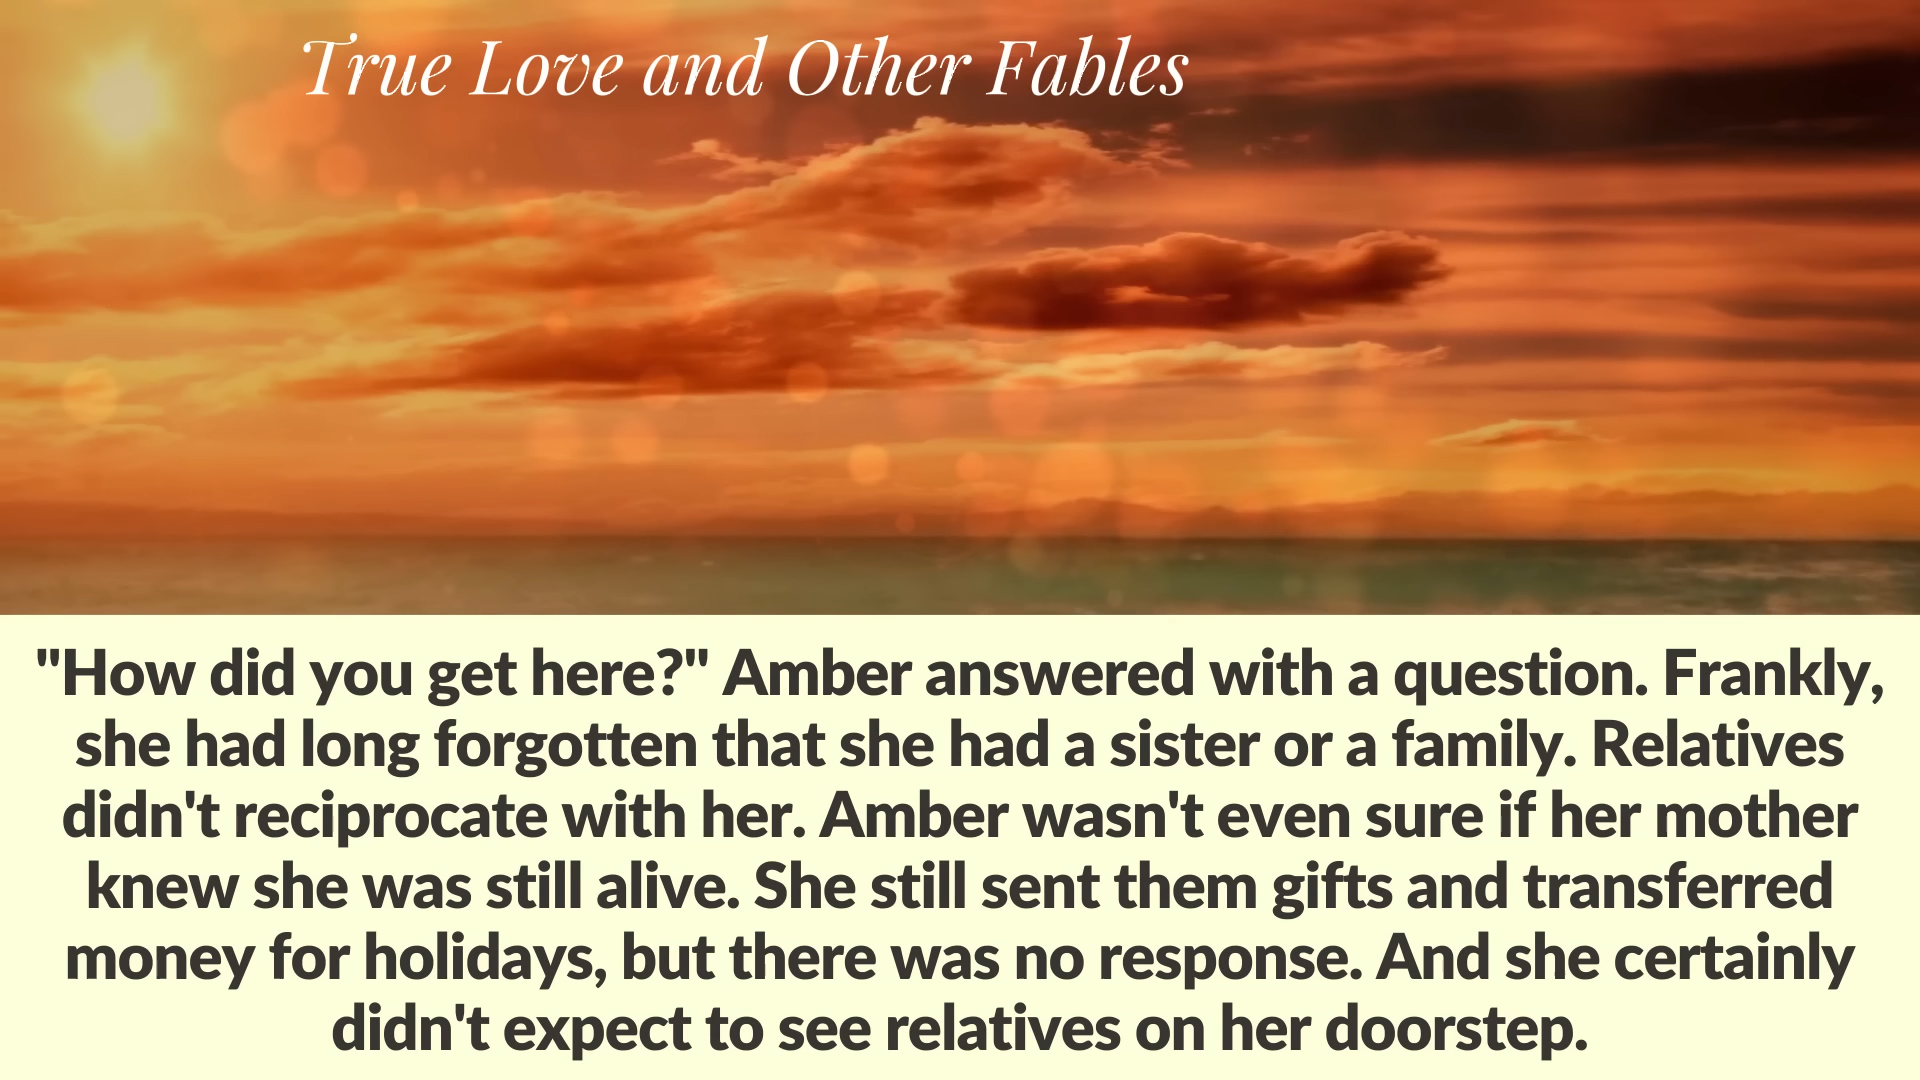 True Love and Other Fables
"How did you get here?" Amber answered with a question. Frankly,
she had long forgotten that she had a sister or a family. Relatives
didn't reciprocate with her. Amber wasn't even sure if her mother
knew she was still alive. She still sent them gifts and transferred
money for holidays, but there was no response. And she certainly
didn't expect to see relatives on her doorstep.